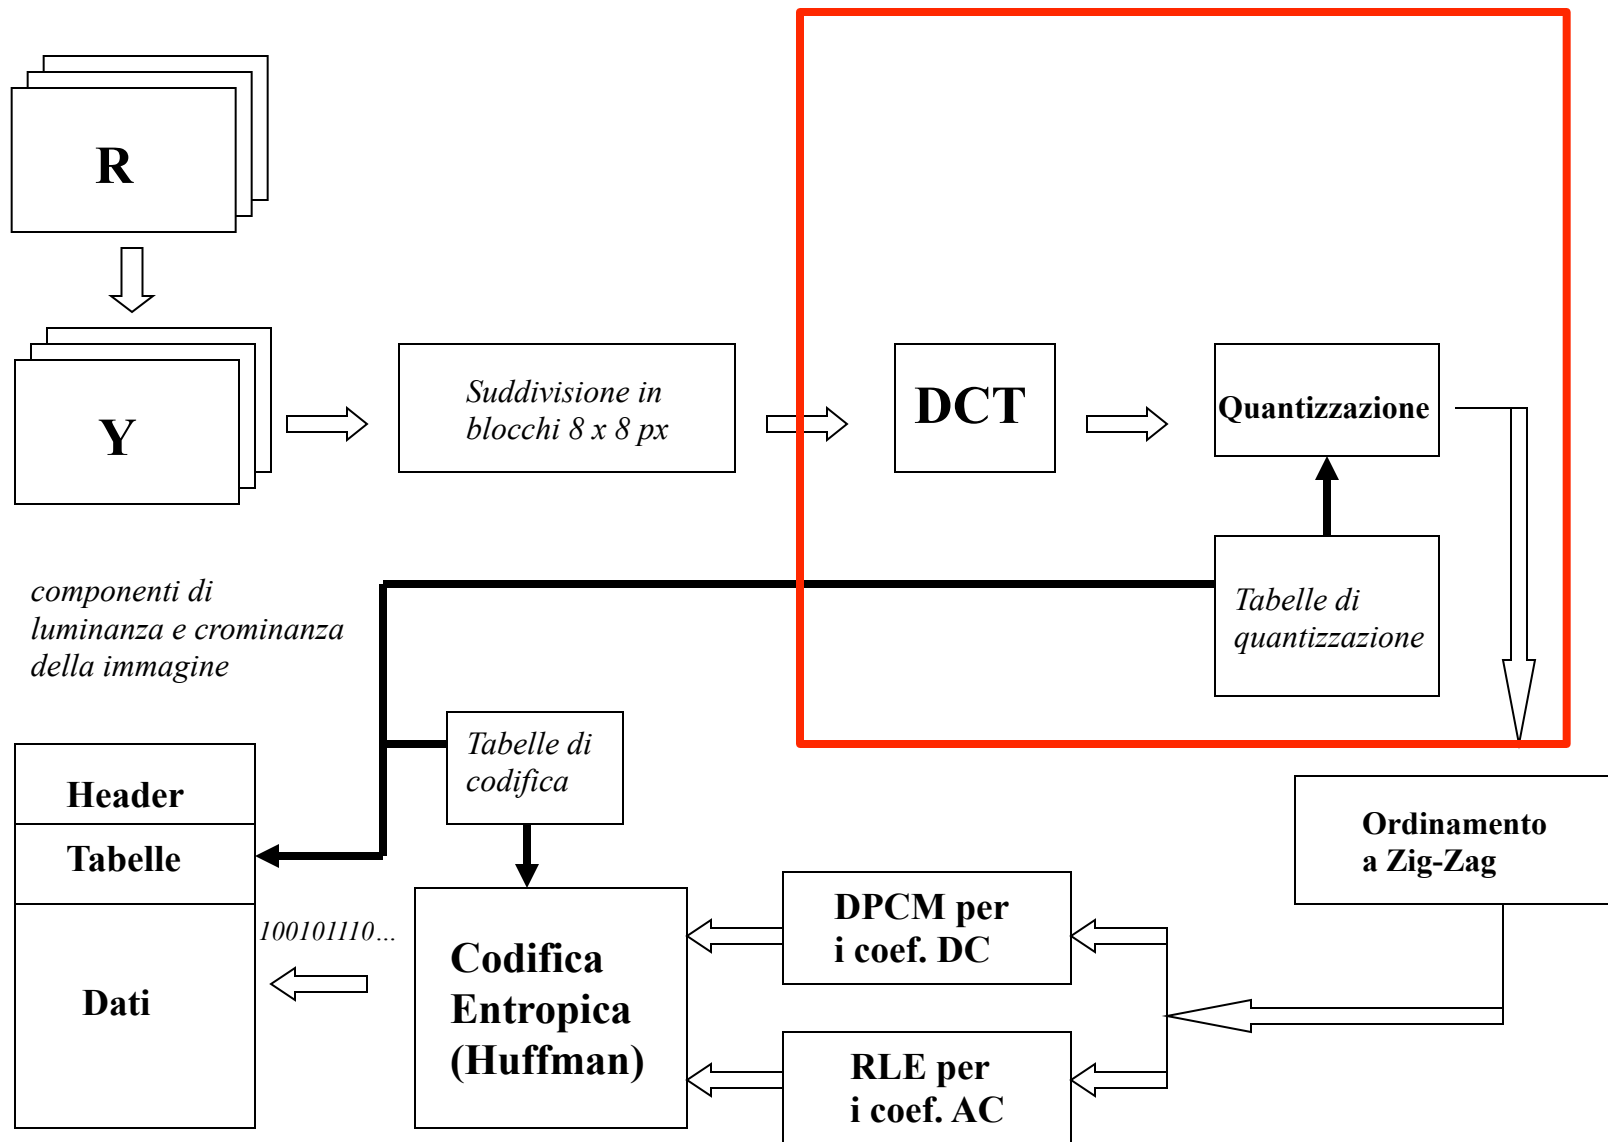 R
Y
Suddivisione in
blocchi 8 x 8 px
DCT
Quantizzazione
componenti di
luminanza e crominanza
della immagine
Tabelle di
quantizzazione
Tabelle di
codifica
Header
Tabelle
Dati
100101110...
Codifica
Entropica
(Huffman)
DPCM per
i coef. DC
RLE per
i coef. AC
Ordinamento
a Zig-Zag